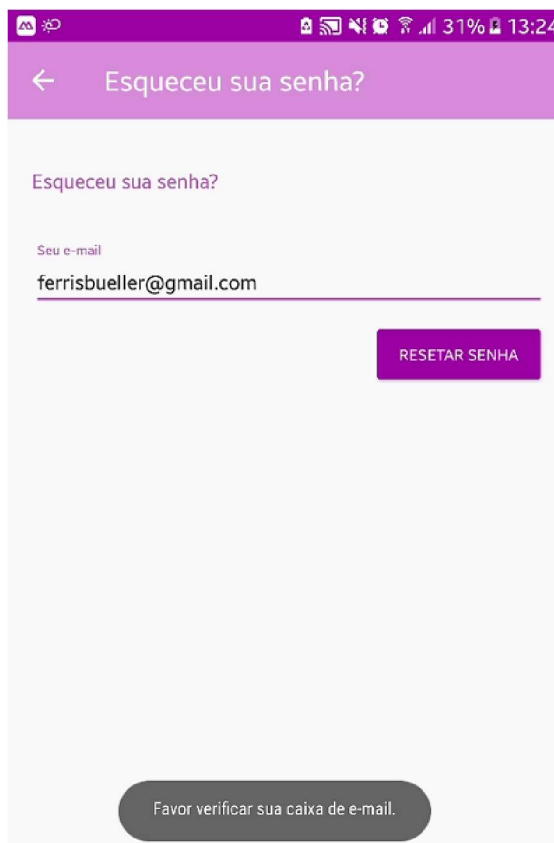 31% 13:24
Esqueceu sua senha?
Esqueceu sua senha?
Seu e-mail
ferrisbueller@gmail.com
RESETAR SENHA
Favor verificar sua caixa de e-mail.